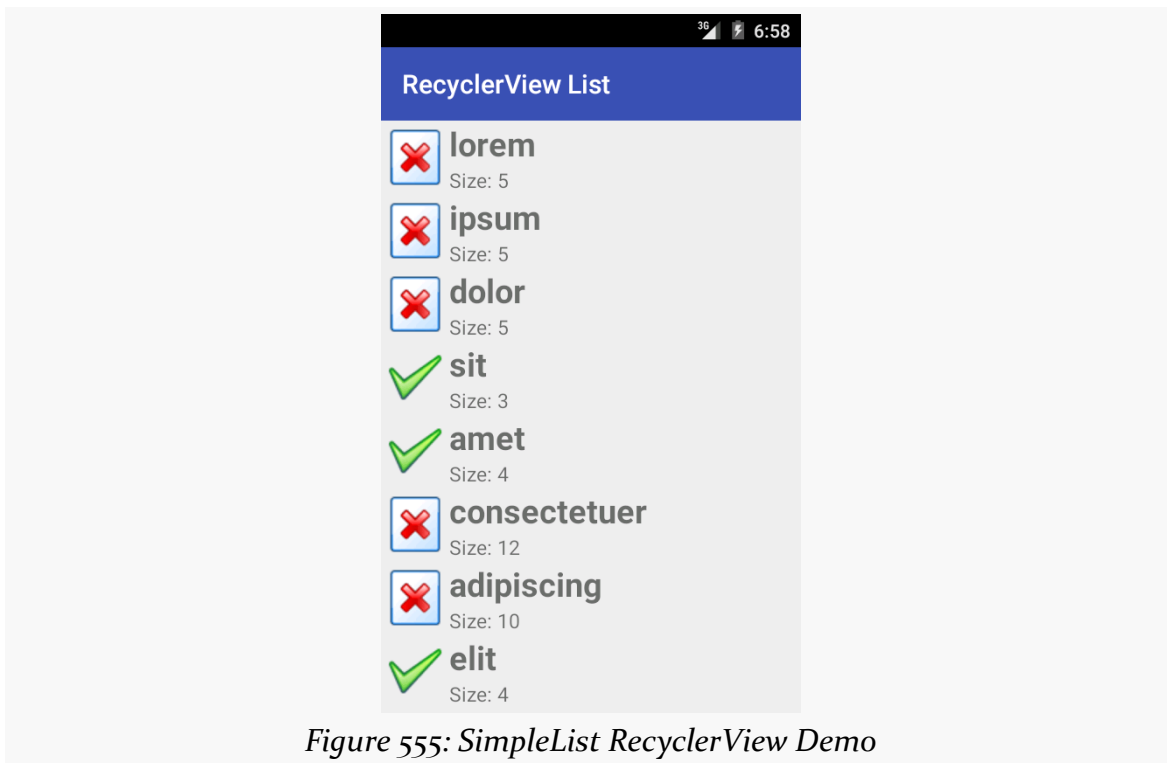 3G 6:58
RecyclerView List
lorem
Size: 5
ipsum
Size: 5
dolor
Size: 5
sit
Size: 3
amet
Size: 4
consectetuer
Size: 12
adipiscing
Size: 10
elit
Size: 4
Figure 555: SimpleList RecyclerView Demo